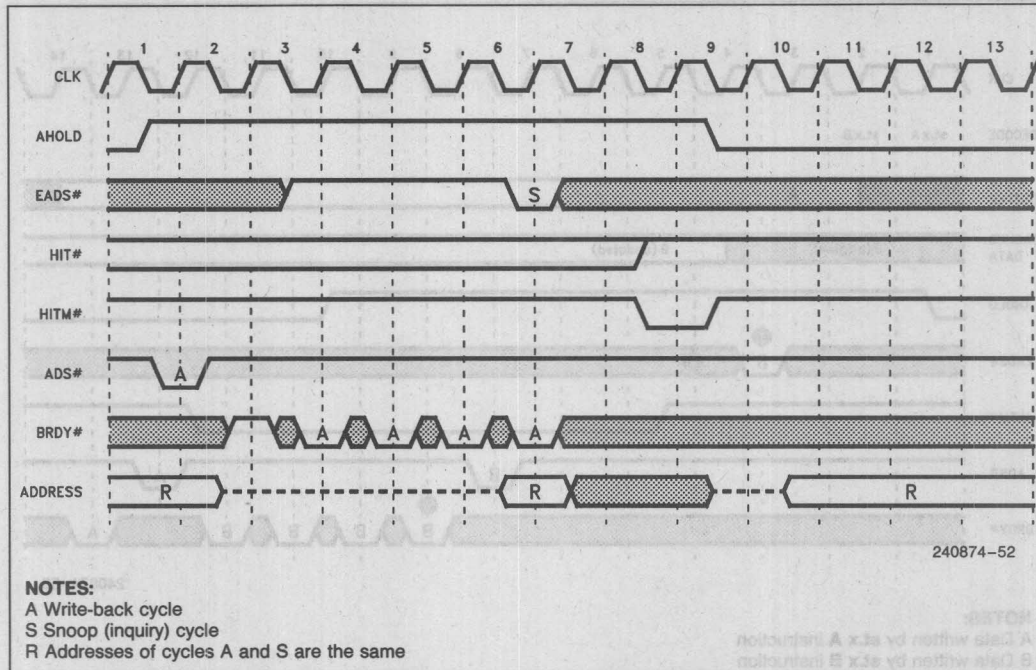 1 2 3 4 5 6 7 8 9 10 11 12 13
CLK
AHOLD
EADS# S
HIT#
HITM#
ADS# A
BRDY# A A A A
ADDRESS R R R
240874–52
NOTES:
A Write-back cycle
S Snoop (inquiry) cycle
R Addresses of cycles A and S are the same